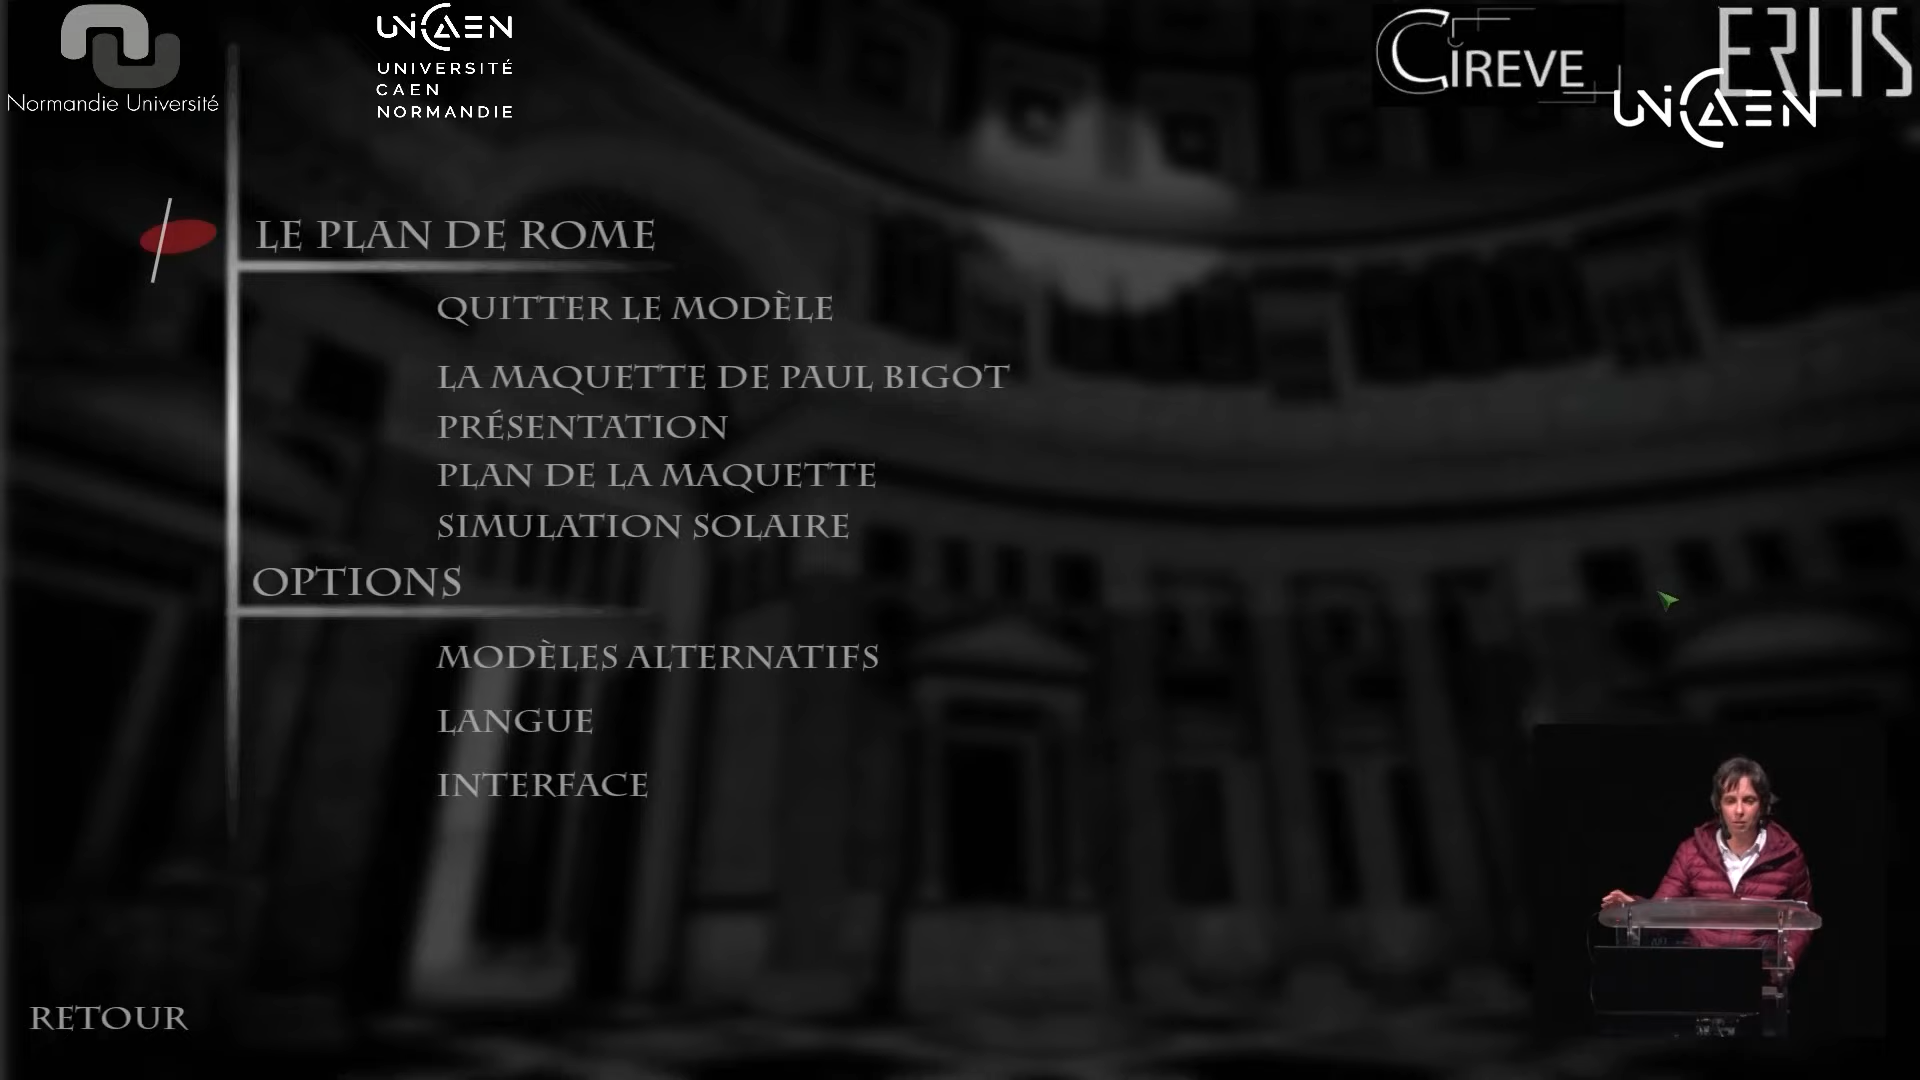 Normandie Université
UNICAEN
UNIVERSITÉ
CAEN
NORMANDIE
CIREVE
ERLIS
UNICAEN
LE PLAN DE ROME
QUITTER LE MODÈLE
LA MAQUETTE DE PAUL BIGOT
PRÉSENTATION
PLAN DE LA MAQUETTE
SIMULATION SOLAIRE
OPTIONS
MODÈLES ALTERNATIFS
LANGUE
INTERFACE
RETOUR